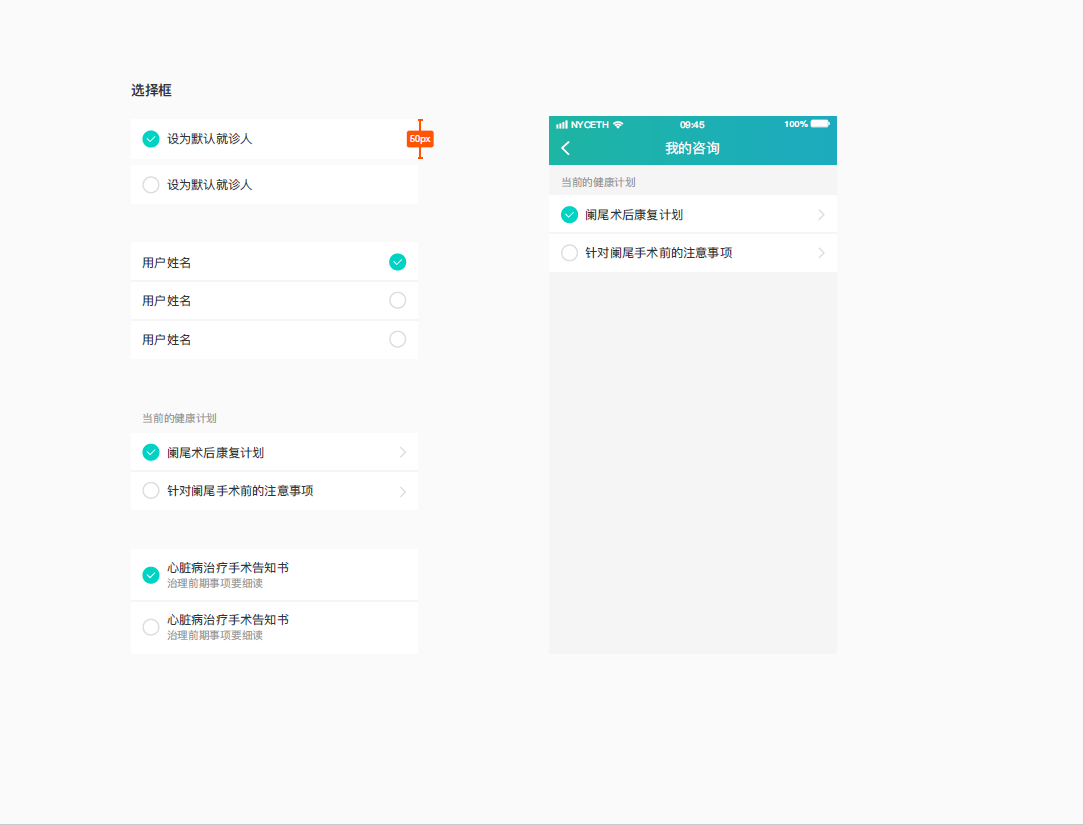 选择框
设为默认就诊人
50px
设为默认就诊人
用户姓名
用户姓名
用户姓名
当前的健康计划
阑尾术后康复计划
针对阑尾手术前的注意事项
心脏病治疗手术告知书
治理前期事项要细读
心脏病治疗手术告知书
治理前期事项要细读
NYCETH 09:45 100%
我的咨询
当前的健康计划
阑尾术后康复计划
针对阑尾手术前的注意事项